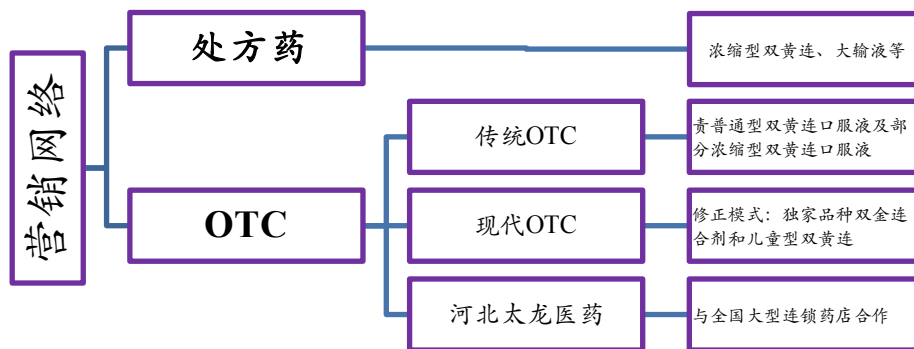 营销网络
处方药
浓缩型双黄连、大输液等
OTC
传统OTC
责普通型双黄连口服液及部
分浓缩型双黄连口服液
现代OTC
修正模式：独家品种双金连
合剂和儿童型双黄连
河北太龙医药
与全国大型连锁药店合作